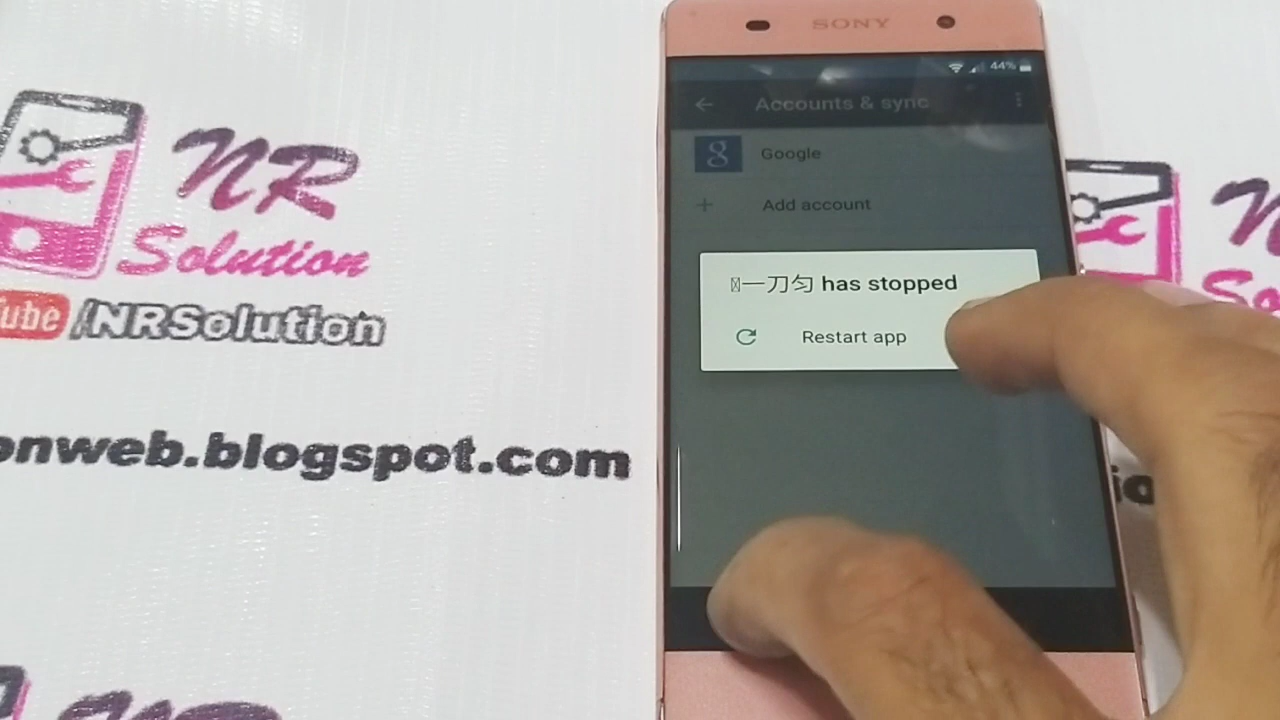 NR
Solution
Tube /NRSolution
onweb.blogspot.com
SONY
44%
Accounts & sync
Google
Add account
一刀匀 has stopped
Restart app